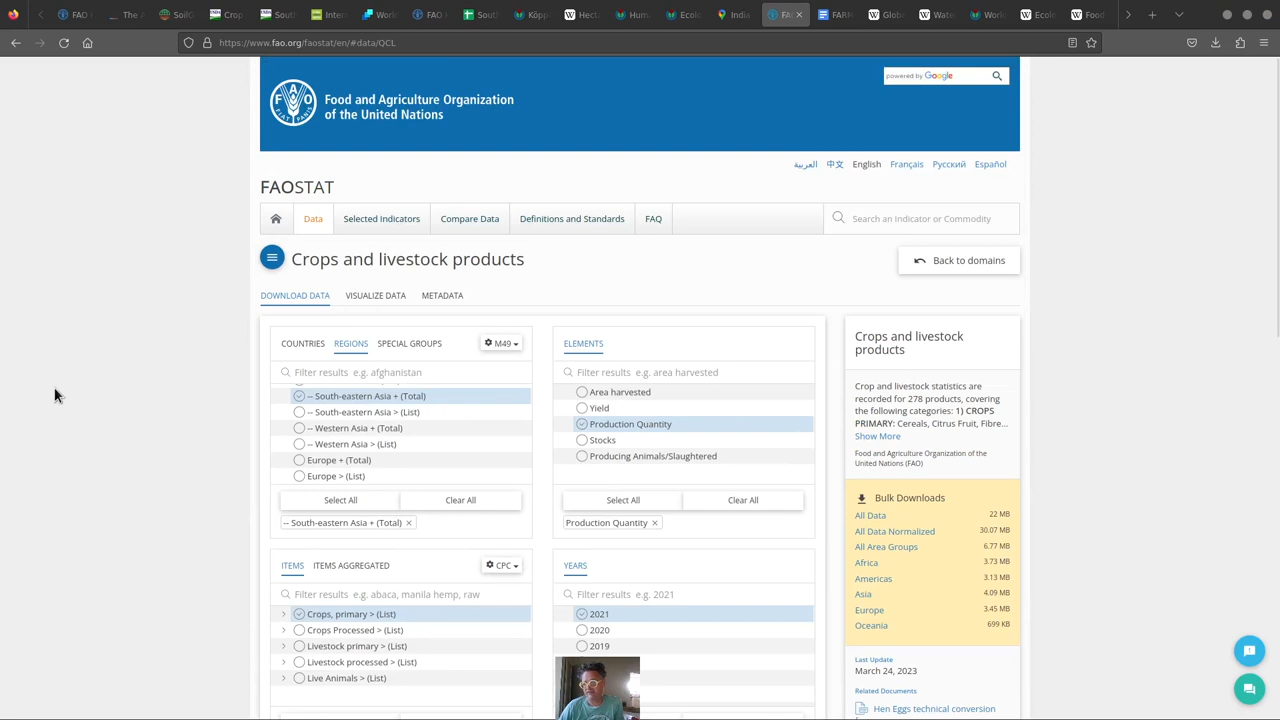 FA
FARN
https://www.fao.org/faostat/en/#data/QCL
powered by Google
Food and Agriculture Organization
of the United Nations
العربية 中文 English Français Русский Español
FAOSTAT
Data Selected Indicators Compare Data Definitions and Standards FAQ Search an Indicator or Commodity
Crops and livestock products
Back to domains
DOWNLOAD DATA VISUALIZE DATA METADATA
COUNTRIES REGIONS SPECIAL GROUPS M49
Filter results e.g. afghanistan
-- South-eastern Asia + (Total)
-- South-eastern Asia > (List)
-- Western Asia + (Total)
-- Western Asia > (List)
Europe + (Total)
Europe > (List)
Select All Clear All
-- South-eastern Asia + (Total) ×
ELEMENTS
Filter results e.g. area harvested
Area harvested
Yield
Production Quantity
Stocks
Producing Animals/Slaughtered
Select All Clear All
Production Quantity ×
ITEMS ITEMS AGGREGATED CPC
Filter results e.g. abaca, manila hemp, raw
Crops, primary > (List)
Crops Processed > (List)
Livestock primary > (List)
Livestock processed > (List)
Live Animals > (List)
YEARS
Filter results e.g. 2021
2021
2020
2019
Crops and livestock
products
Crop and livestock statistics are
recorded for 278 products, covering
the following categories: 1) CROPS
PRIMARY: Cereals, Citrus Fruit, Fibre...
Show More
Food and Agriculture Organization of the
United Nations (FAO)
Bulk Downloads
All Data 22 MB
All Data Normalized 30.07 MB
All Area Groups 6.77 MB
Africa 3.73 MB
Americas 3.13 MB
Asia 4.09 MB
Europe 3.45 MB
Oceania 699 KB
Last Update
March 24, 2023
Related Documents
Hen Eggs technical conversion